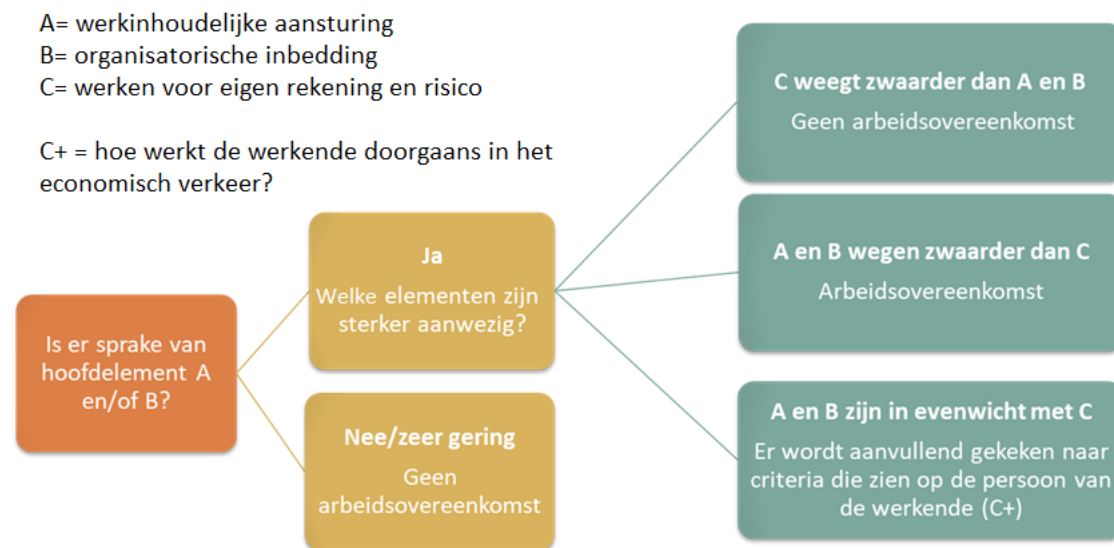 A= werkinhoudelijke aansturing
B= organisatorische inbedding
C= werken voor eigen rekening en risico
C+ = hoe werkt de werkende doorgaans in het
economisch verkeer?
Is er sprake van
hoofdelement A
en/of B?
Ja
Welke elementen zijn
sterker aanwezig?
Nee/zeer gering
Geen
arbeidsovereenkomst
C weegt zwaarder dan A en B
Geen arbeidsovereenkomst
A en B wegen zwaarder dan C
Arbeidsovereenkomst
A en B zijn in evenwicht met C
Er wordt aanvullend gekeken naar
criteria die zien op de persoon van
de werkende (C+)